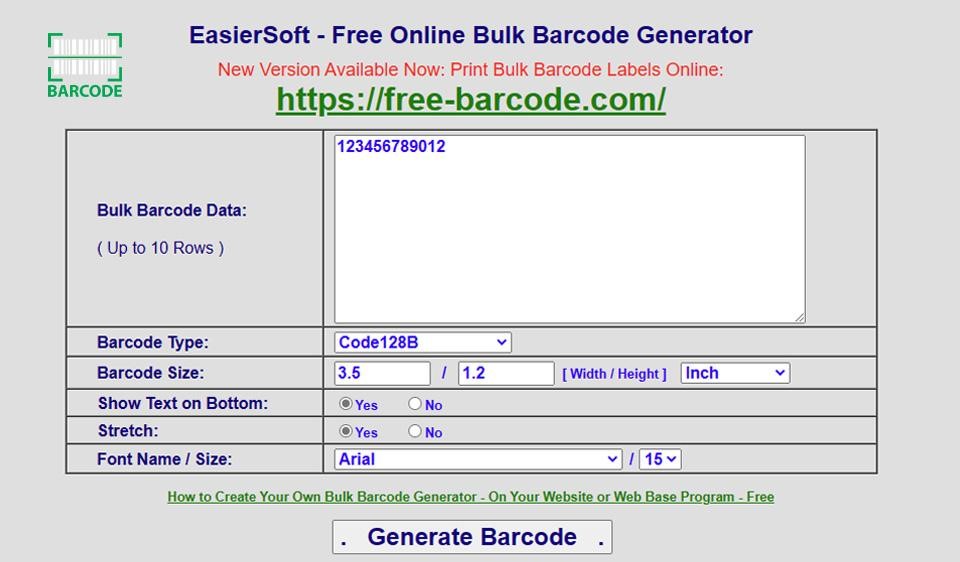 EasierSoft - Free Online Bulk Barcode Generator
New Version Available Now: Print Bulk Barcode Labels Online:
https://free-barcode.com/
BARCODE
Bulk Barcode Data:
( Up to 10 Rows )
123456789012
Barcode Type: Code128B
Barcode Size: 3.5 / 1.2 [ Width / Height ] Inch
Show Text on Bottom: Yes No
Stretch: Yes No
Font Name / Size: Arial / 15
How to Create Your Own Bulk Barcode Generator - On Your Website or Web Base Program - Free
. Generate Barcode .